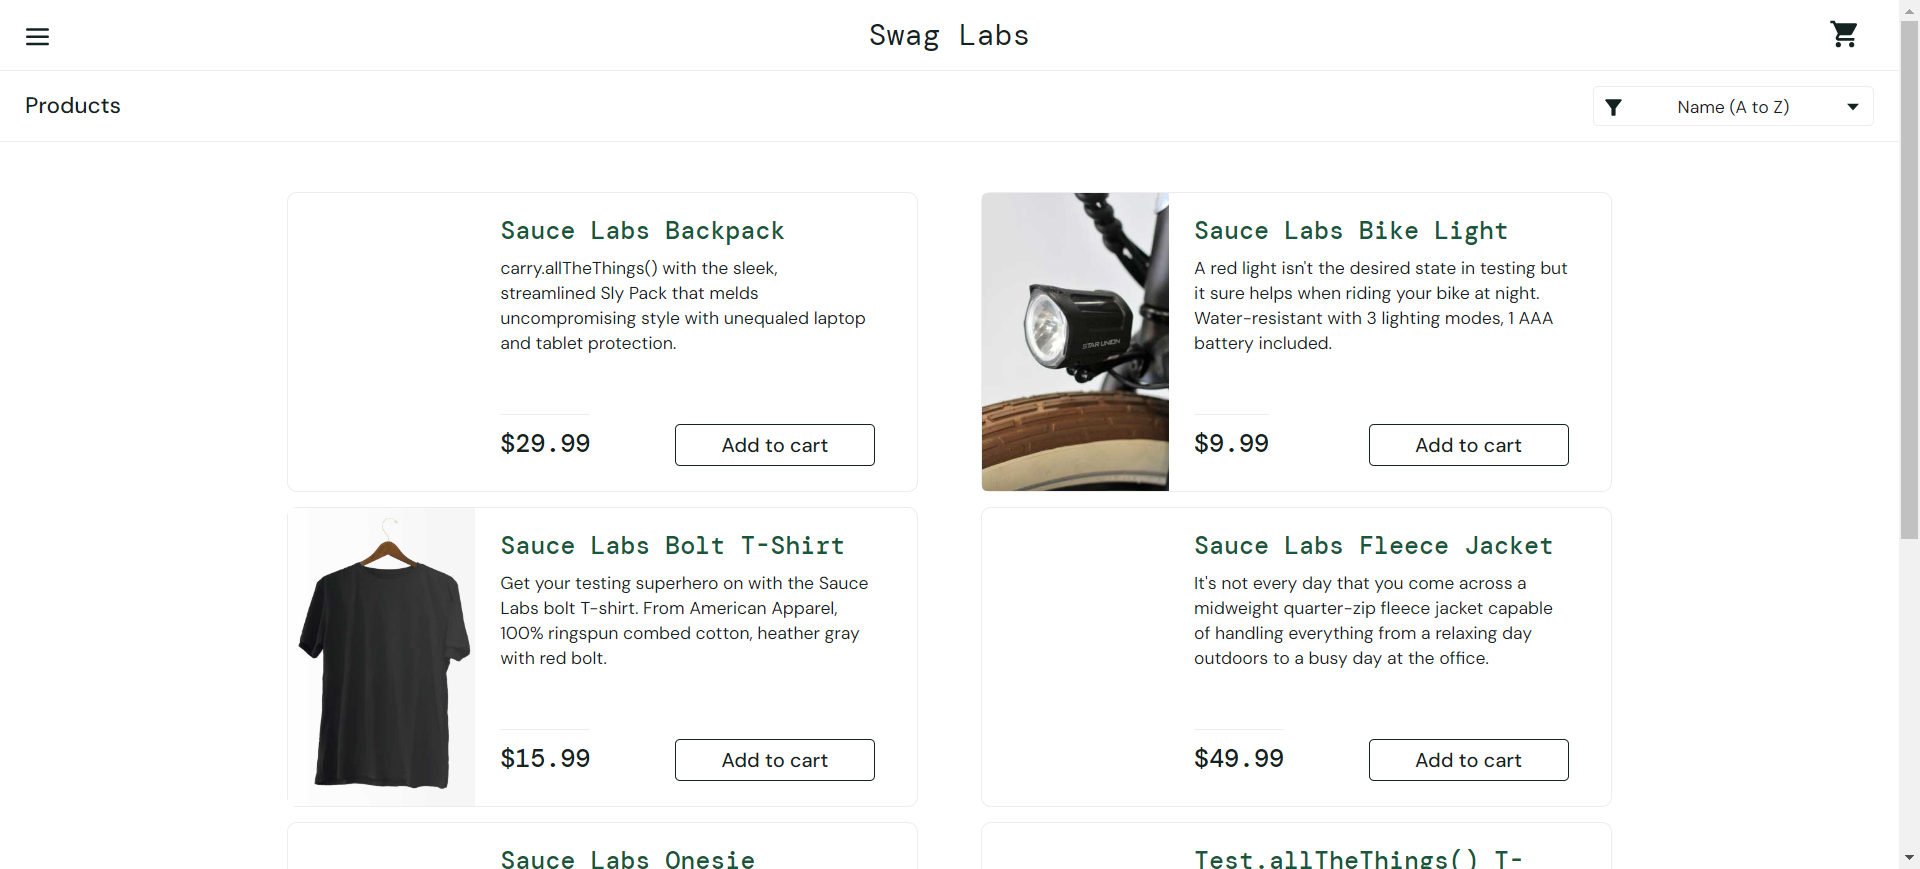 Swag Labs
Products
Name (A to Z)
Sauce Labs Backpack
carry.allTheThings() with the sleek,
streamlined Sly Pack that melds
uncompromising style with unequaled laptop
and tablet protection.
$29.99
Add to cart
Sauce Labs Bike Light
A red light isn't the desired state in testing but
it sure helps when riding your bike at night.
Water-resistant with 3 lighting modes, 1 AAA
battery included.
$9.99
Add to cart
STAR UNION
Sauce Labs Bolt T-Shirt
Get your testing superhero on with the Sauce
Labs bolt T-shirt. From American Apparel,
100% ringspun combed cotton, heather gray
with red bolt.
$15.99
Add to cart
Sauce Labs Fleece Jacket
It's not every day that you come across a
midweight quarter-zip fleece jacket capable
of handling everything from a relaxing day
outdoors to a busy day at the office.
$49.99
Add to cart
Sauce Labs Onesie
Test.allTheThings() T-